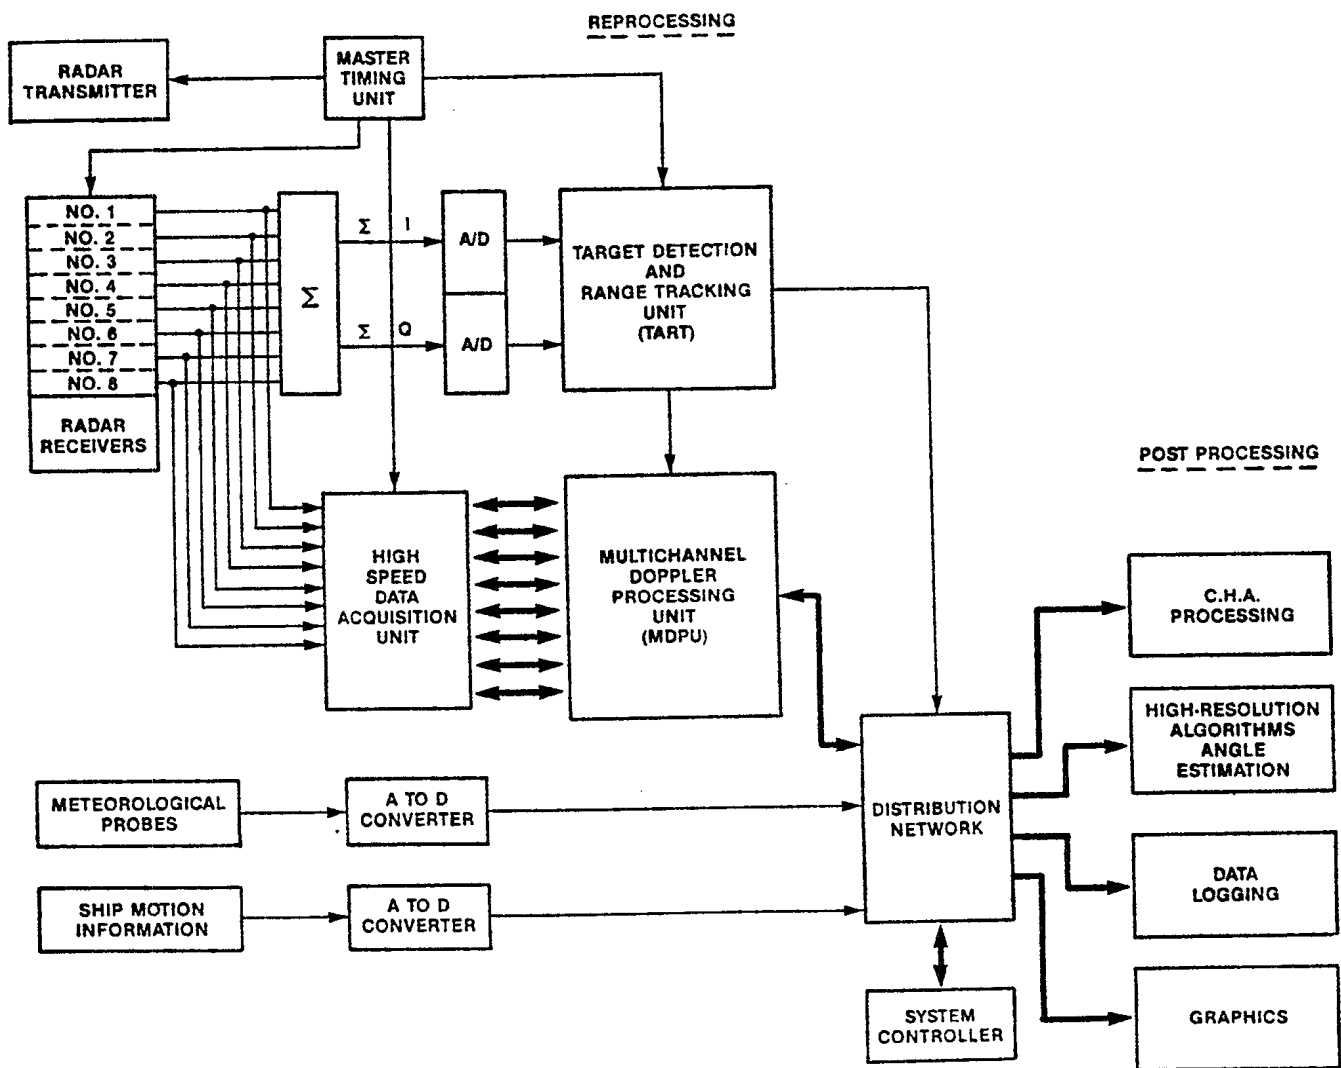 REPROCESSING
RADAR
TRANSMITTER
MASTER
TIMING
UNIT
NO. 1
NO. 2
NO. 3
NO. 4
NO. 5
NO. 6
NO. 7
NO. 8
RADAR
RECEIVERS
Σ
Σ I
Σ Q
A/D
A/D
TARGET DETECTION
AND
RANGE TRACKING
UNIT
(TART)
HIGH
SPEED
DATA
ACQUISITION
UNIT
MULTICHANNEL
DOPPLER
PROCESSING
UNIT
(MDPU)
POST PROCESSING
C.H.A.
PROCESSING
HIGH-RESOLUTION
ALGORITHMS
ANGLE
ESTIMATION
DATA
LOGGING
GRAPHICS
METEOROLOGICAL
PROBES
A TO D
CONVERTER
DISTRIBUTION
NETWORK
SHIP MOTION
INFORMATION
A TO D
CONVERTER
SYSTEM
CONTROLLER